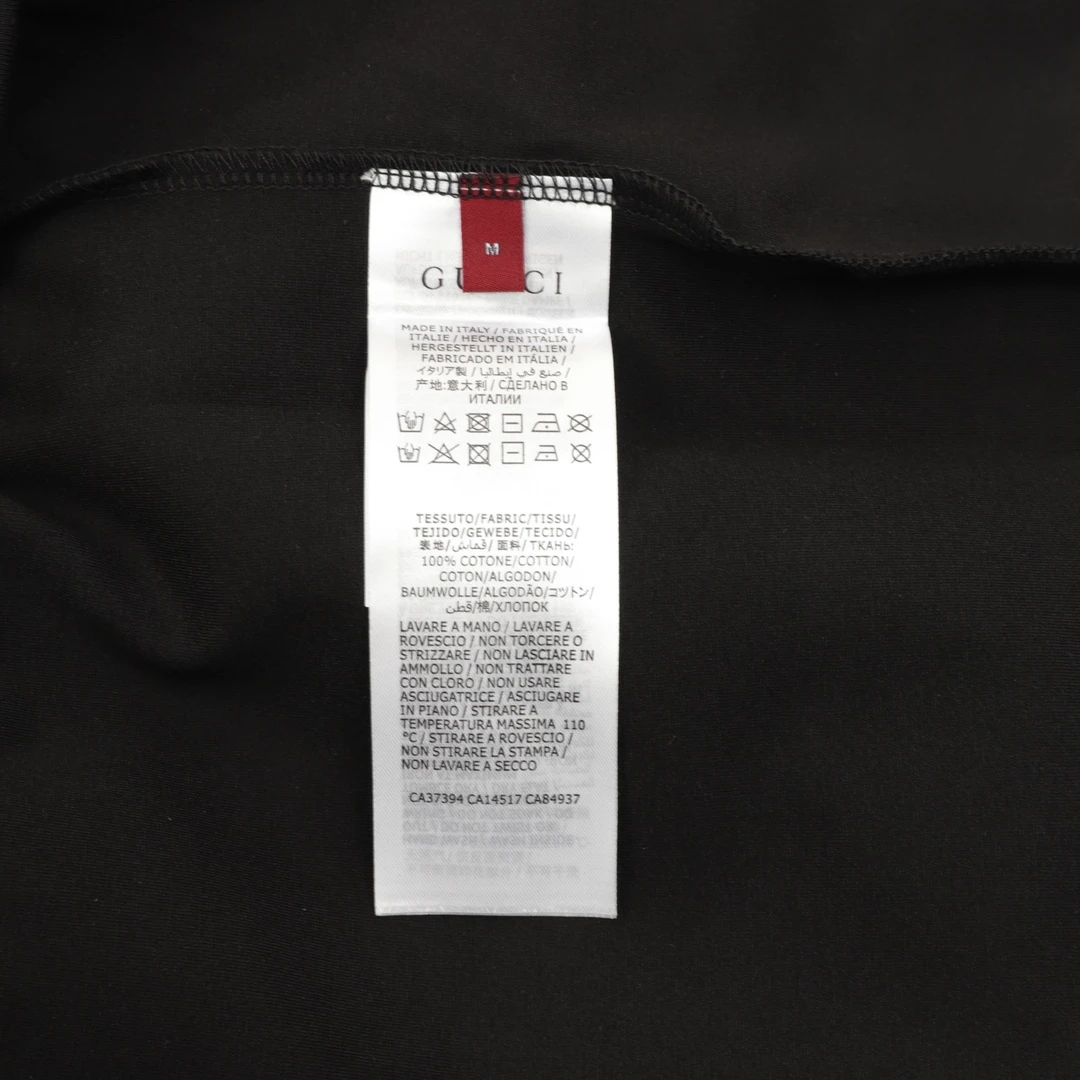 M
GUCCI
MADE IN ITALY / FABRIQUÉ EN
ITALIE / HECHO EN ITALIA /
HERGESTELLT IN ITALIEN /
FABRICADO EM ITÁLIA /
イタリア製 / صنع في إيطاليا /
产地:意大利 / СДЕЛАНО В
ИТАЛИИ
TESSUTO/FABRIC/TISSU/
TEJIDO/GEWEBE/TECIDO/
表地/قماش/ 面料/ТКАНЬ:
100% COTONE/COTTON/
COTON/ALGODON/
BAUMWOLLE/ALGODÃO/コットン/
قطن/棉/ХЛОПОК
LAVARE A MANO / LAVARE A
ROVESCIO / NON TORCERE O
STRIZZARE / NON LASCIARE IN
AMMOLLO / NON TRATTARE
CON CLORO / NON USARE
ASCIUGATRICE / ASCIUGARE
IN PIANO / STIRARE A
TEMPERATURA MASSIMA 110
°C / STIRARE A ROVESCIO /
NON STIRARE LA STAMPA /
NON LAVARE A SECCO
CA37394 CA14517 CA84937